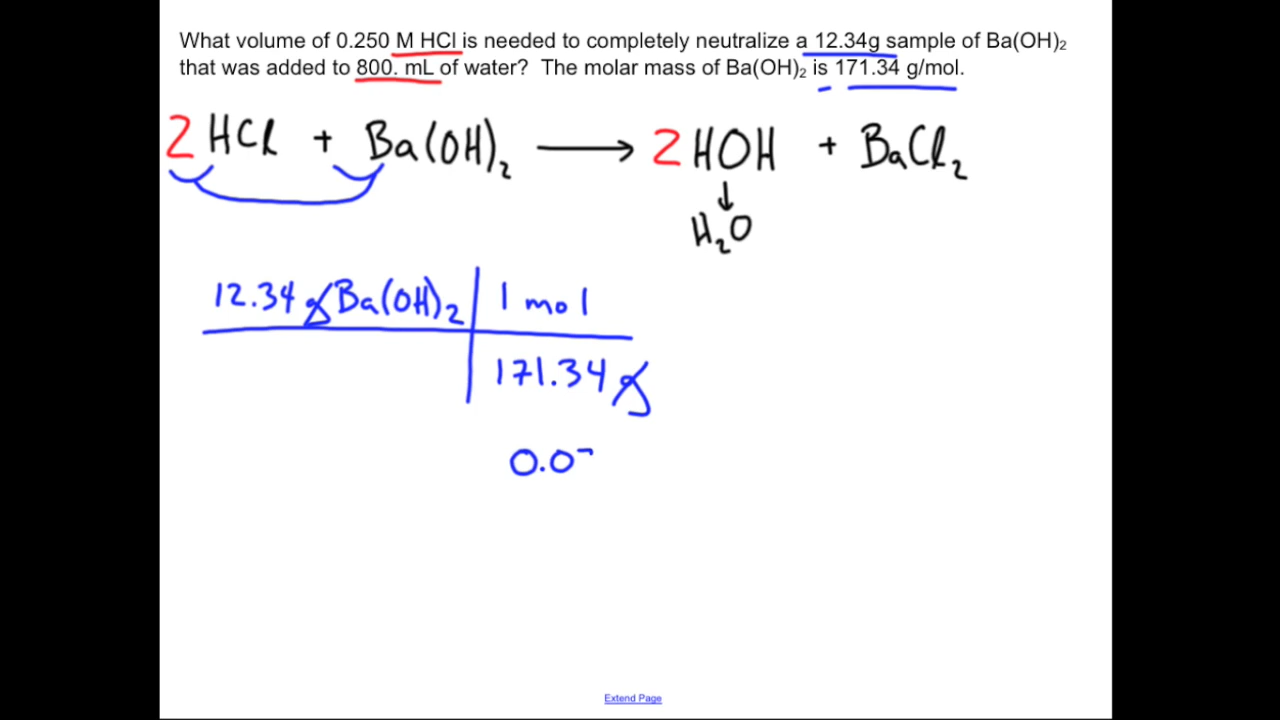 What volume of 0.250 M HCl is needed to completely neutralize a 12.34g sample of Ba(OH)₂
that was added to 800. mL of water? The molar mass of Ba(OH)₂ is 171.34 g/mol.
2 HCl + Ba(OH)₂ → 2 HOH + BaCl₂
↓
H₂O
12.34 g Ba(OH)₂ | 1 mol
171.34 g
0.0
Extend Page